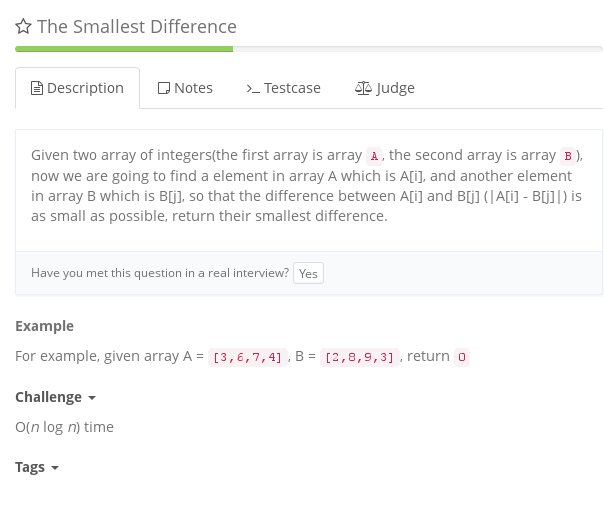 The Smallest Difference
Description
Notes
Testcase
Judge
Given two array of integers(the first array is array A, the second array is array B),
now we are going to find a element in array A which is A[i], and another element
in array B which is B[j], so that the difference between A[i] and B[j] (|A[i] - B[j]|) is
as small as possible, return their smallest difference.
Have you met this question in a real interview? Yes
Example
For example, given array A = [3,6,7,4], B = [2,8,9,3], return 0
Challenge
O(n log n) time
Tags